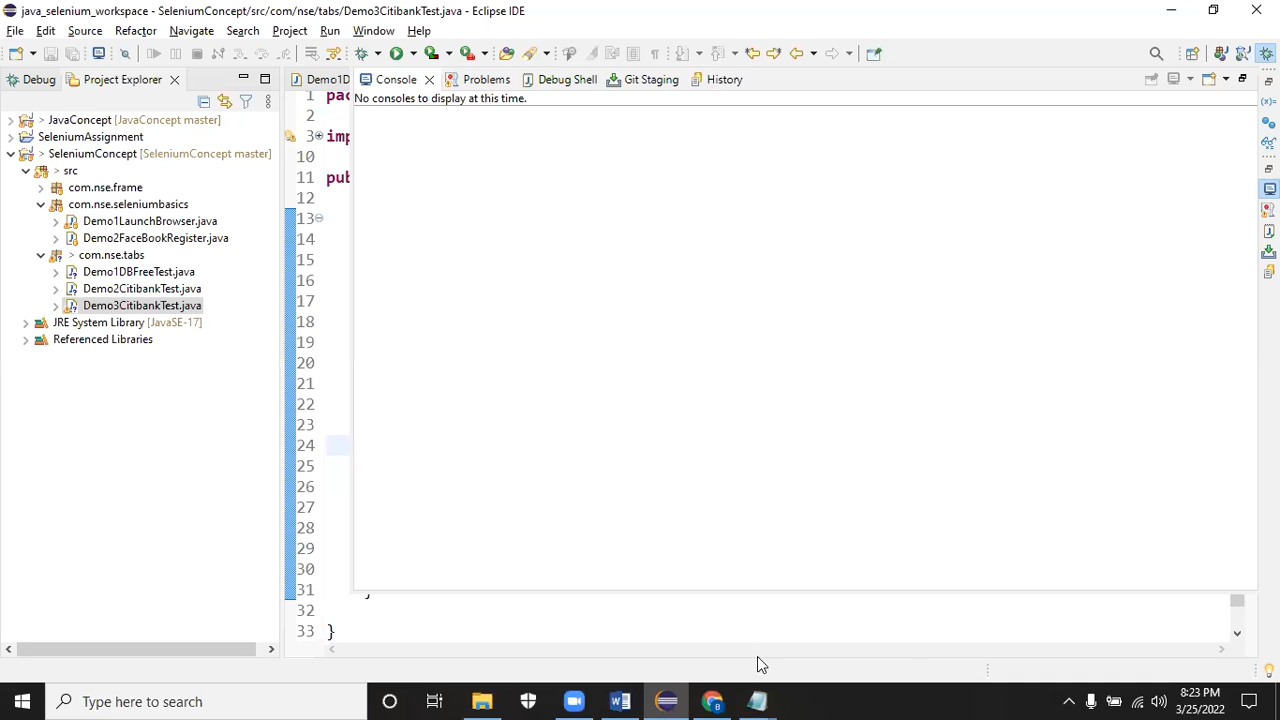 java_selenium_workspace - SeleniumConcept/src/com/nse/tabs/Demo3CitibankTest.java - Eclipse IDE
File Edit Source Refactor Navigate Search Project Run Window Help
Debug Project Explorer Demo1D Console Problems Debug Shell Git Staging History
No consoles to display at this time.
> JavaConcept [JavaConcept master]
SeleniumAssignment
> SeleniumConcept [SeleniumConcept master]
> src
com.nse.frame
com.nse.seleniumbasics
Demo1LaunchBrowser.java
Demo2FaceBookRegister.java
> com.nse.tabs
Demo1DBFreeTest.java
Demo2CitibankTest.java
Demo3CitibankTest.java
JRE System Library [JavaSE-17]
Referenced Libraries
1 pac
2
3 imp
10
11 pub
12
13
14
15
16
17
18
19
20
21
22
23
24
25
26
27
28
29
30
31 }
32
33 }
Type here to search
8:23 PM
3/25/2022